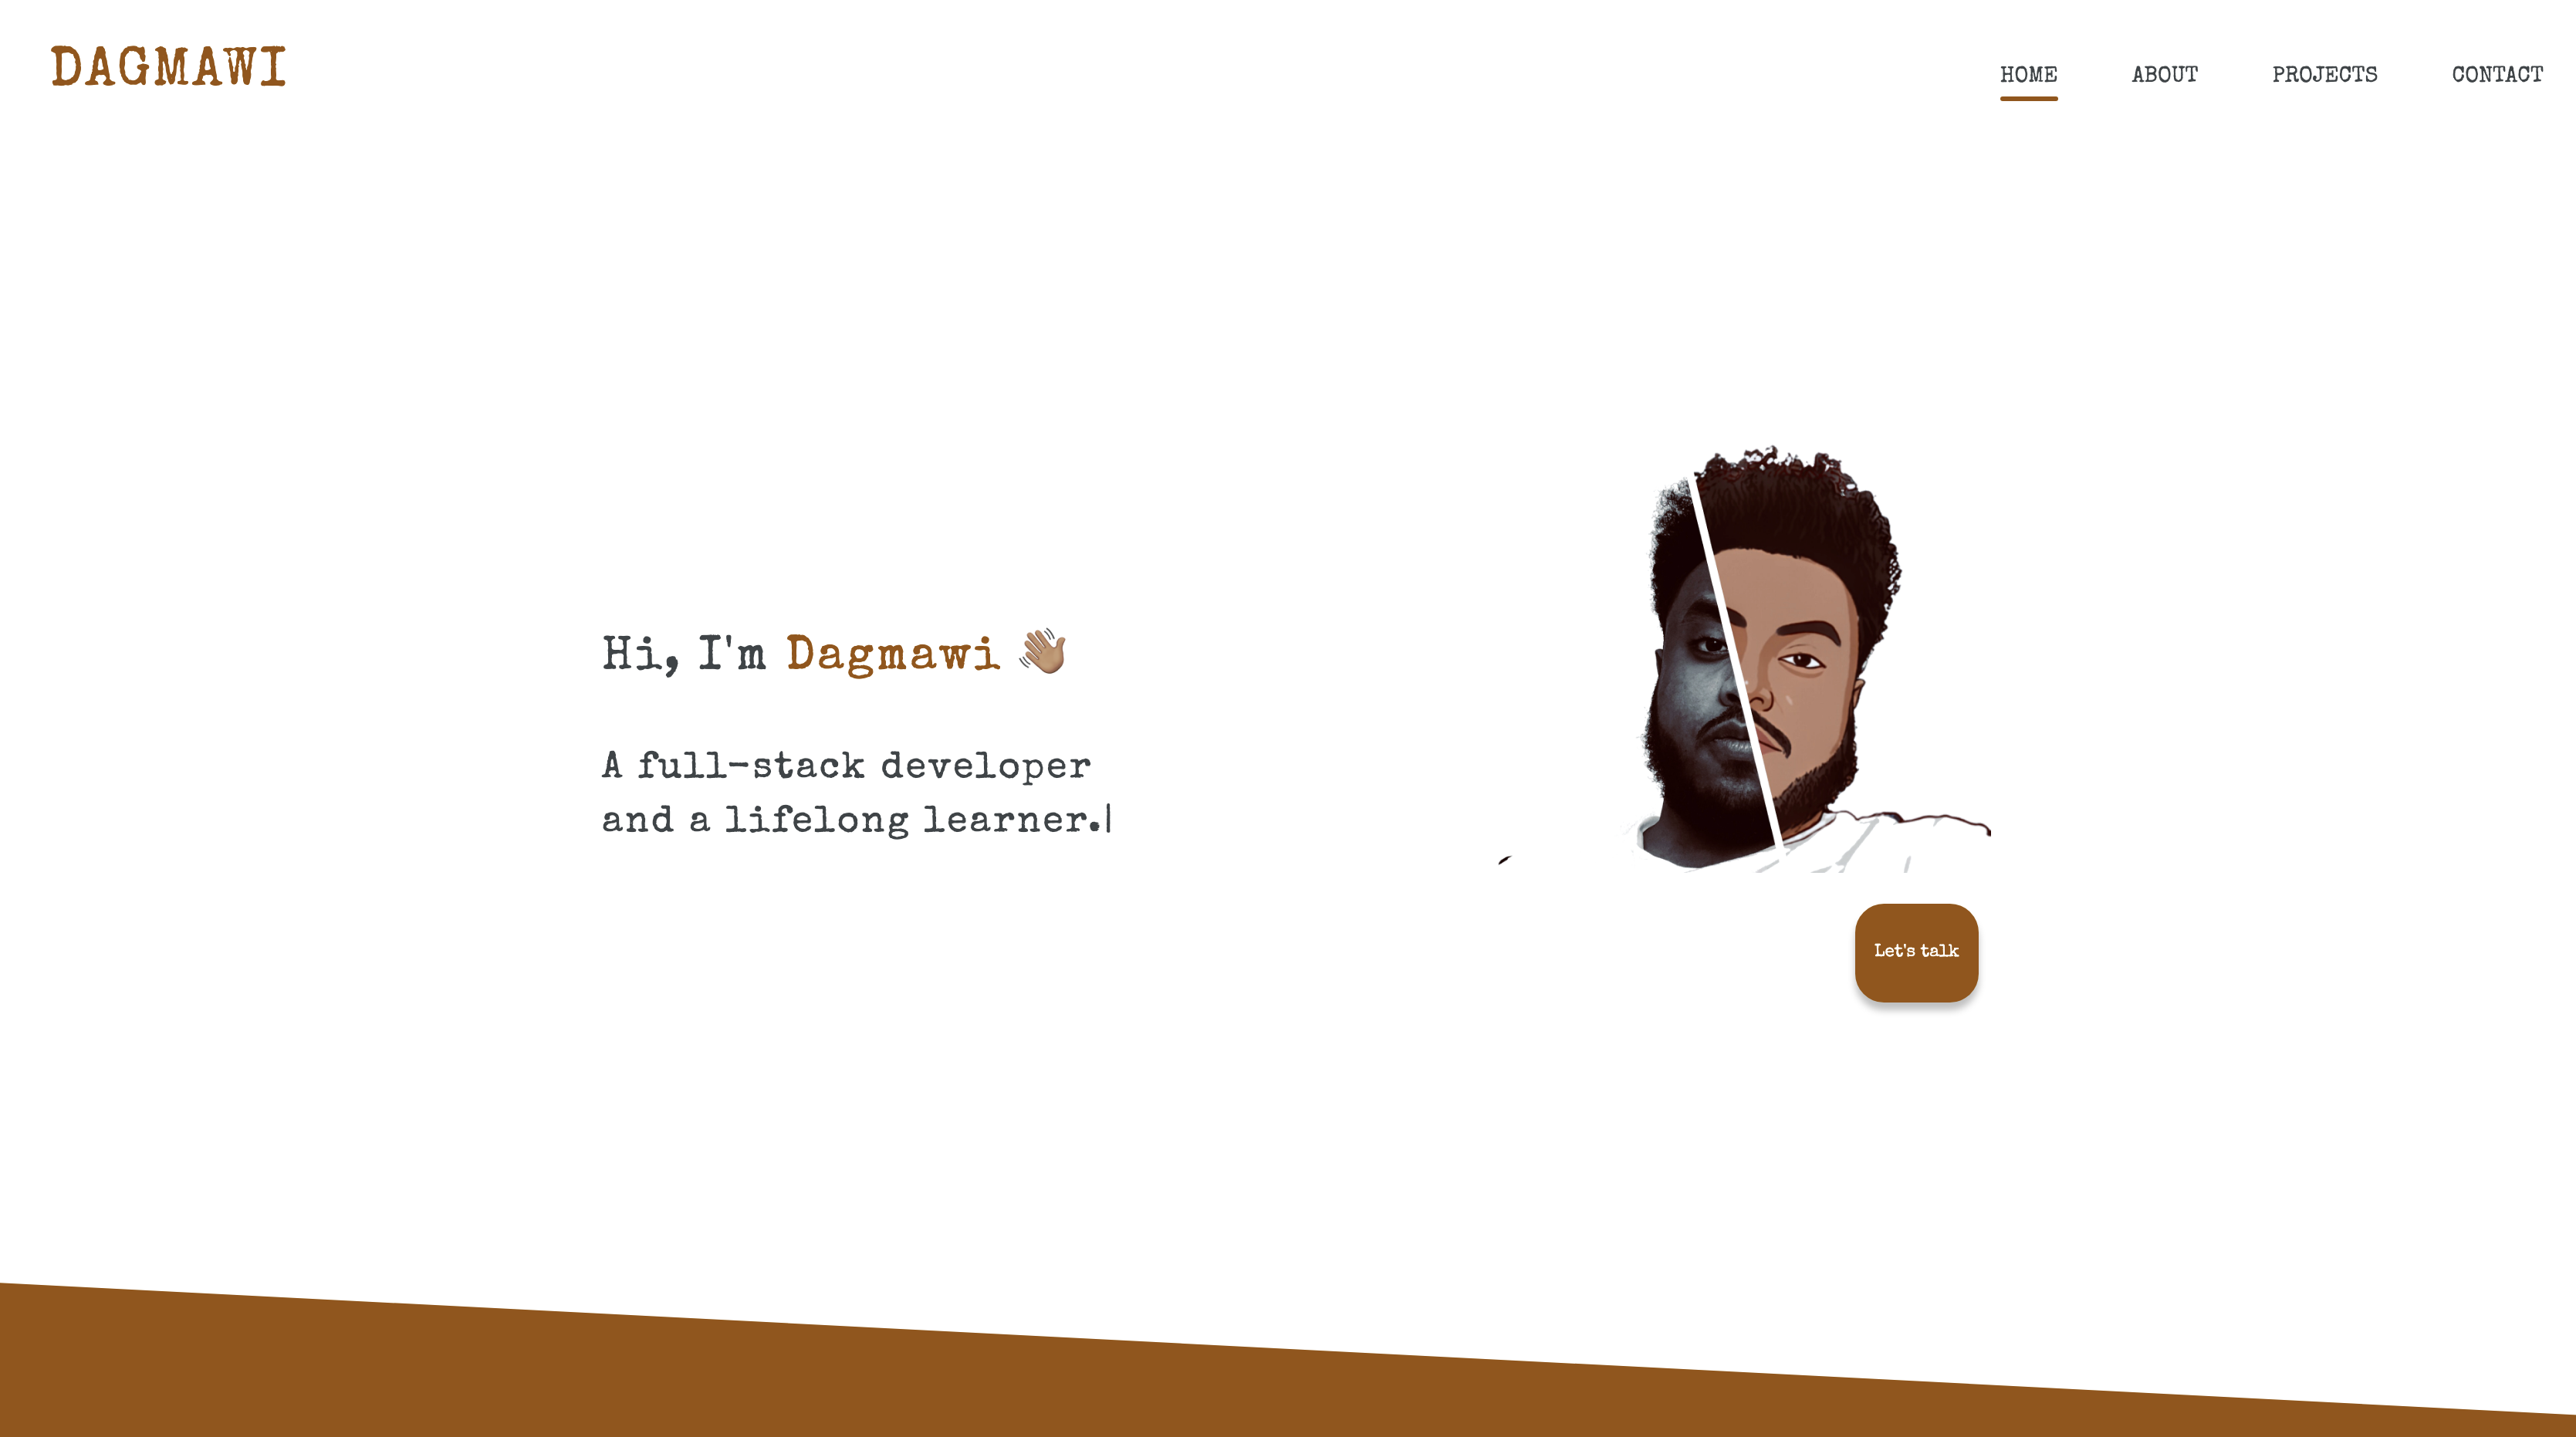 DAGMAWI
HOME ABOUT PROJECTS CONTACT
Hi, I'm Dagmawi 👋🏽
A full-stack developer
and a lifelong learner.|
Let's talk